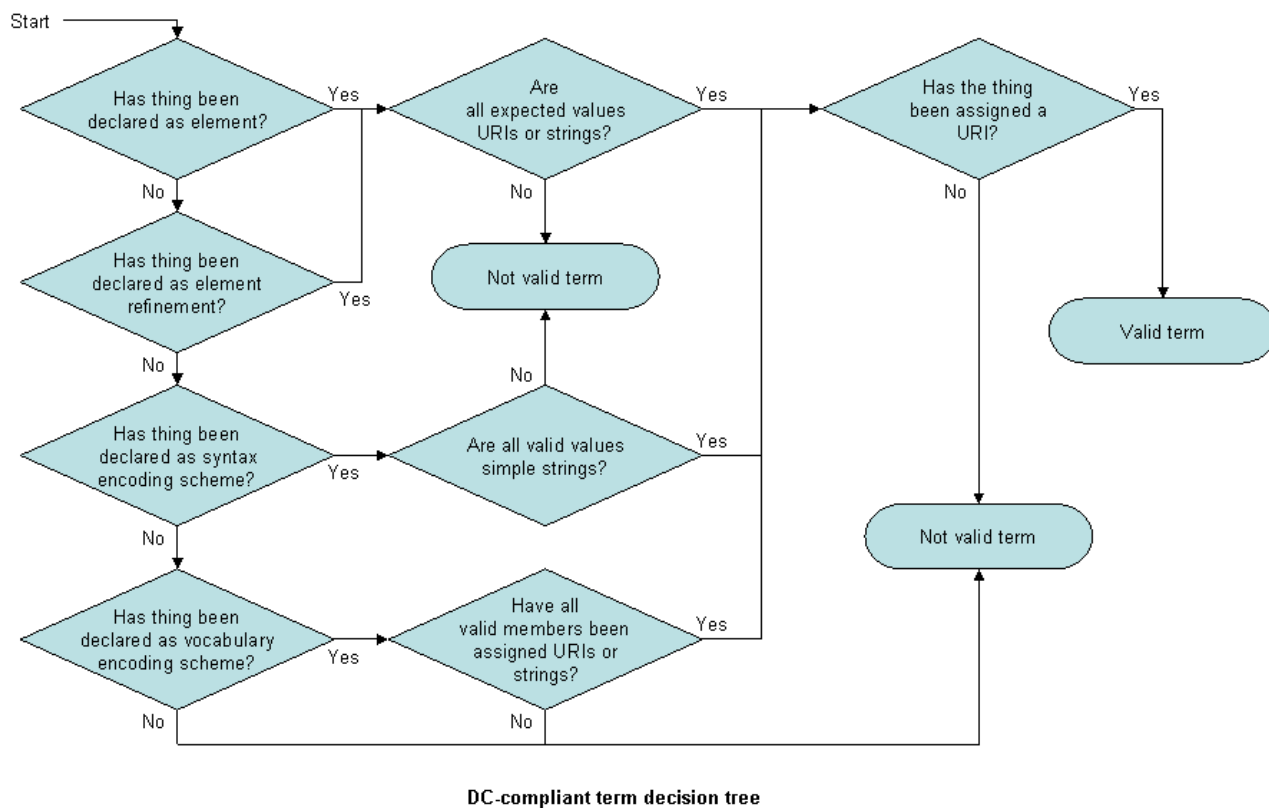 Start
Has thing been
declared as element?
Yes
No
Are
all expected values
URIs or strings?
Yes
No
Has the thing
been assigned a
URI?
Yes
No
Has thing been
declared as element
refinement?
Yes
No
Not valid term
Valid term
Has thing been
declared as syntax
encoding scheme?
Yes
No
No
Are all valid values
simple strings?
Yes
Not valid term
Has thing been
declared as vocabulary
encoding scheme?
Yes
No
Have all
valid members been
assigned URIs or
strings?
Yes
No
DC-compliant term decision tree